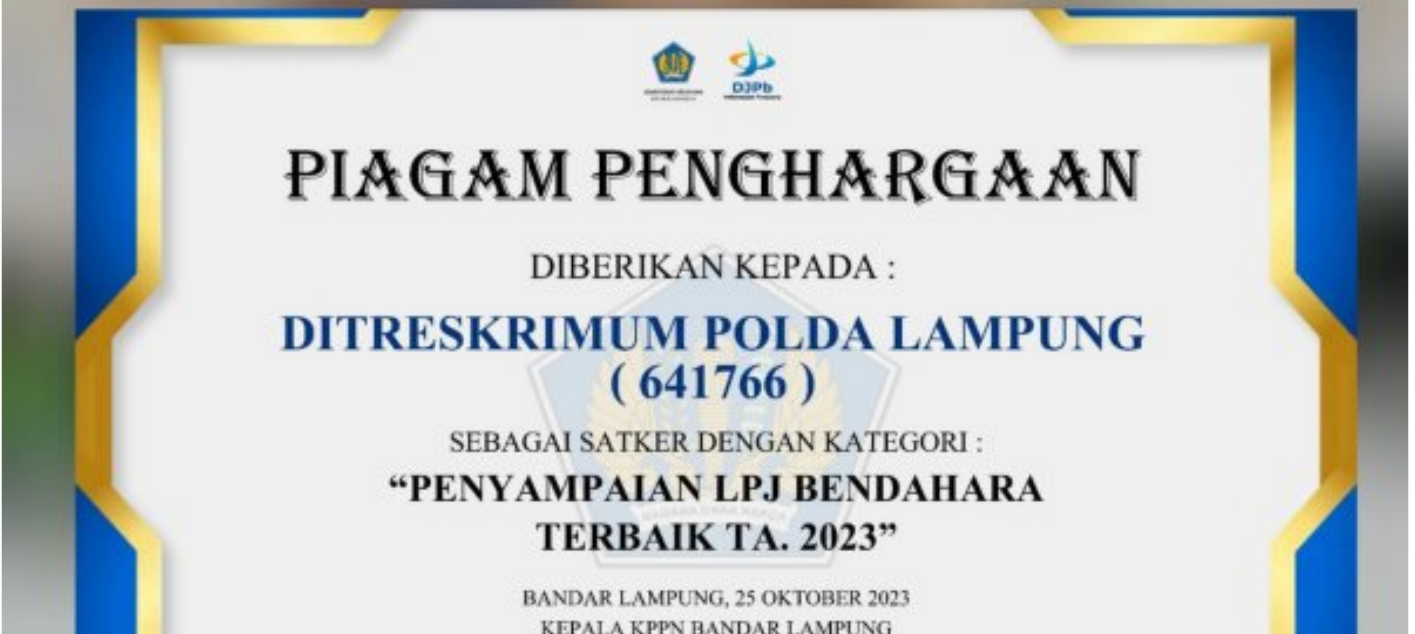 DJPb
PIAGAM PENGHARGAAN
DIBERIKAN KEPADA :
DITRESKRIMUM POLDA LAMPUNG
( 641766 )
SEBAGAI SATKER DENGAN KATEGORI :
“PENYAMPAIAN LPJ BENDAHARA
TERBAIK TA. 2023”
BANDAR LAMPUNG, 25 OKTOBER 2023
KEPALA KPPN BANDAR LAMPUNG